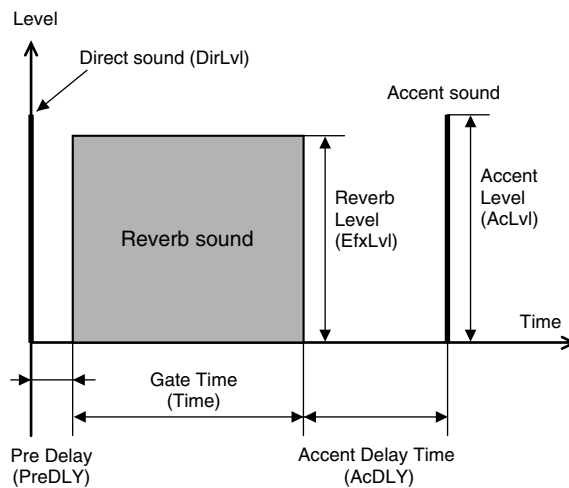 Level
Direct sound (DirLvl)
Accent sound
Reverb sound
Reverb
Level
(EfxLvl)
Accent
Level
(AcLvl)
Time
Gate Time
(Time)
Pre Delay
(PreDLY)
Accent Delay Time
(AcDLY)